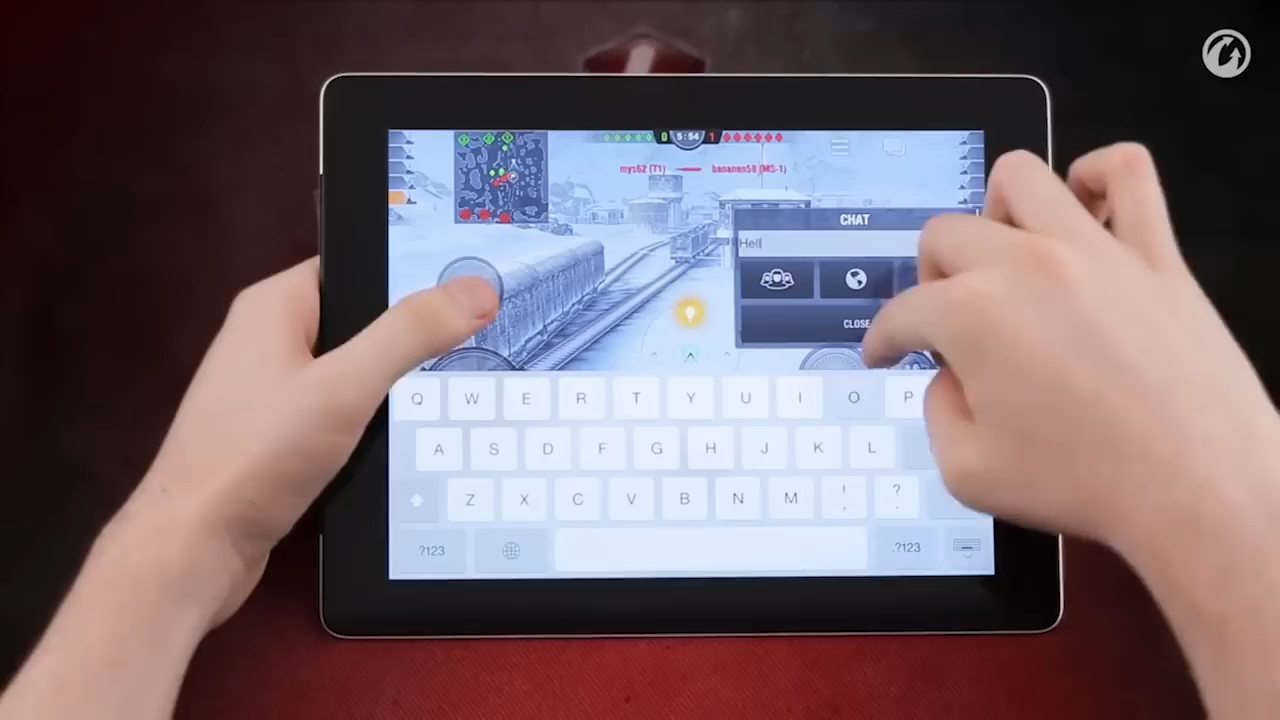 0 5:54 1
mys62 (T1) bananen58 (MS-1)
CHAT
Hell
CLOSE
Q W E R T Y U I O P
A S D F G H J K L
Z X C V B N M ! , ? .
.?123 .?123